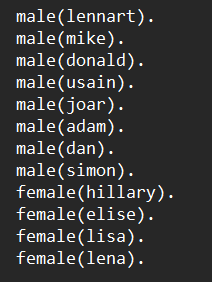 male(lennart).
male(mike).
male(donald).
male(usain).
male(joar).
male(adam).
male(dan).
male(simon).
female(hillary).
female(elise).
female(lisa).
female(lena).